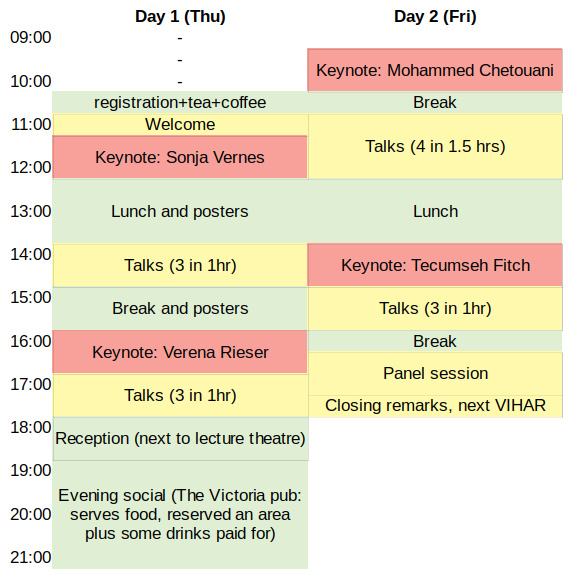 Day 1 (Thu) Day 2 (Fri)
09:00 -
-
Keynote: Mohammed Chetouani
10:00 -
registration+tea+coffee Break
11:00 Welcome
Talks (4 in 1.5 hrs)
Keynote: Sonja Vernes
12:00
13:00 Lunch and posters Lunch
14:00
Talks (3 in 1hr) Keynote: Tecumseh Fitch
15:00
Break and posters Talks (3 in 1hr)
16:00 Break
Keynote: Verena Rieser
Panel session
17:00
Talks (3 in 1hr) Closing remarks, next VIHAR
18:00
Reception (next to lecture theatre)
19:00
Evening social (The Victoria pub:
20:00 serves food, reserved an area
plus some drinks paid for)
21:00